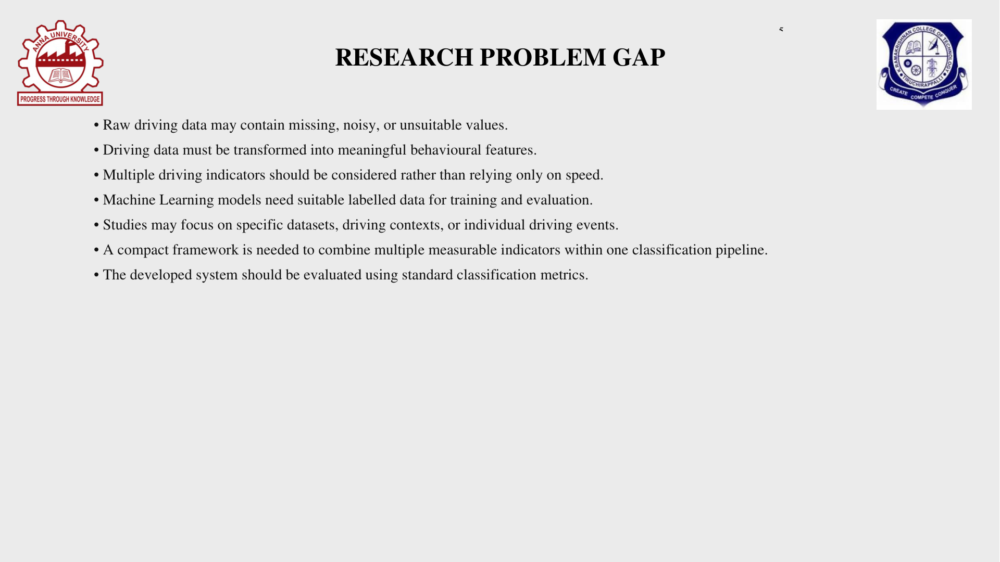 5
RESEARCH PROBLEM GAP
ANNA UNIVERSITY
PROGRESS THROUGH KNOWLEDGE
K.RAMAKRISHNAN COLLEGE OF TECHNOLOGY
TIRUCHIRAPPALLI
CREATE COMPETE CONQUER
• Raw driving data may contain missing, noisy, or unsuitable values.
• Driving data must be transformed into meaningful behavioural features.
• Multiple driving indicators should be considered rather than relying only on speed.
• Machine Learning models need suitable labelled data for training and evaluation.
• Studies may focus on specific datasets, driving contexts, or individual driving events.
• A compact framework is needed to combine multiple measurable indicators within one classification pipeline.
• The developed system should be evaluated using standard classification metrics.